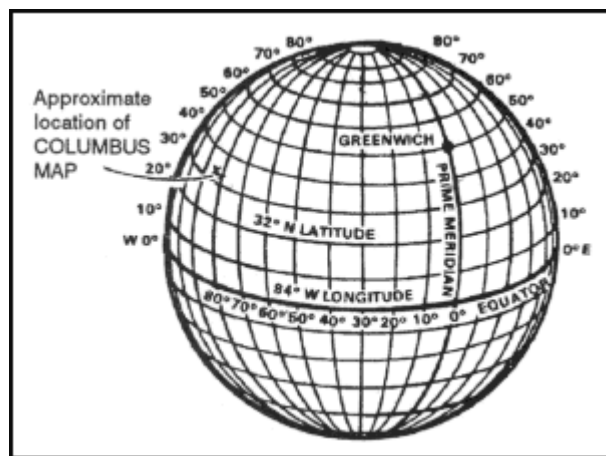 80° 80°
70° 70°
60° 60°
50° 50°
Approximate
location of
COLUMBUS
MAP
40° 40°
GREENWICH
30° 30°
20° 20°
PRIME MERIDIAN
10° 10°
32° N LATITUDE
W 0° 0° E
84° W LONGITUDE
EQUATOR
80° 70° 60° 50° 40° 30° 20° 10° 0°